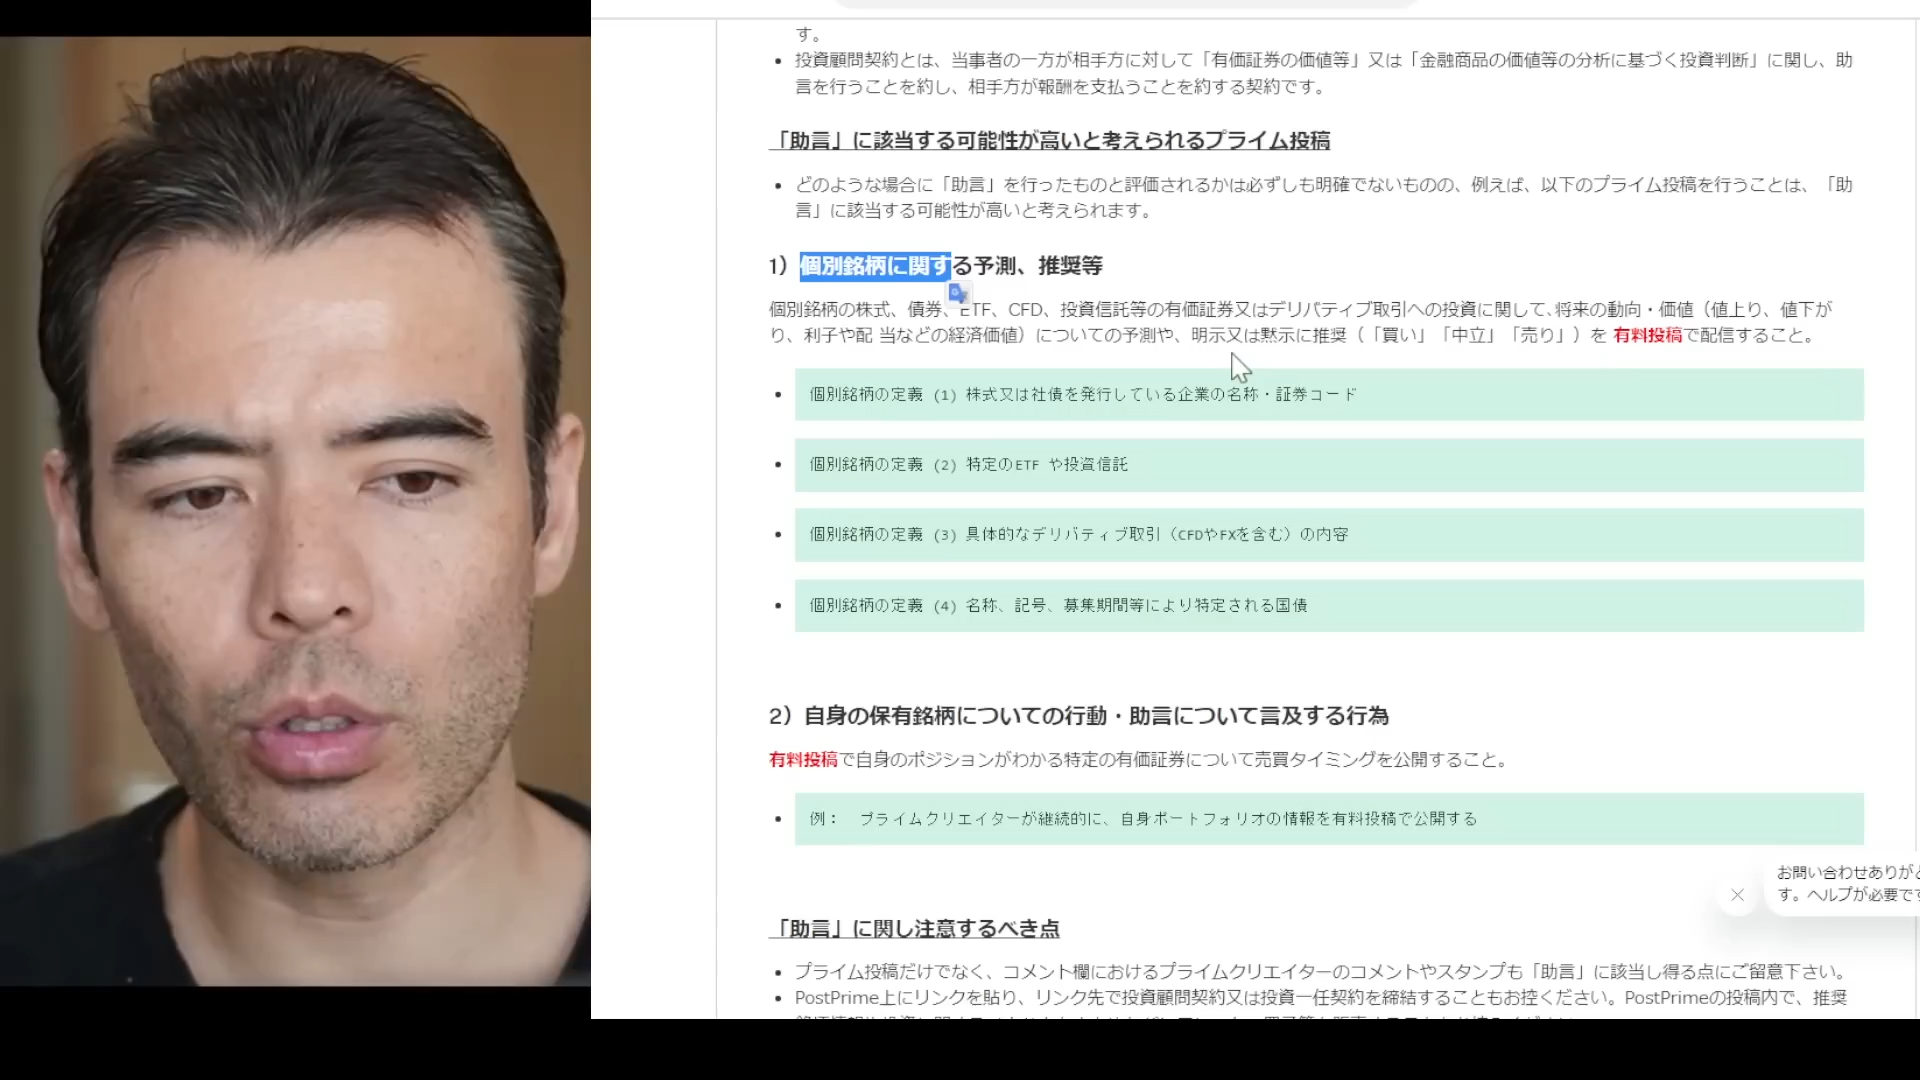 す。
• 投資顧問契約とは、当事者の一方が相手方に対して「有価証券の価値等」又は「金融商品の価値等の分析に基づく投資判断」に関し、助
言を行うことを約し、相手方が報酬を支払うことを約する契約です。
「助言」に該当する可能性が高いと考えられるプライム投稿
• どのような場合に「助言」を行ったものと評価されるかは必ずしも明確でないものの、例えば、以下のプライム投稿を行うことは、「助
言」に該当する可能性が高いと考えられます。
1）個別銘柄に関する予測、推奨等
個別銘柄の株式、債券、ETF、CFD、投資信託等の有価証券又はデリバティブ取引への投資に関して、将来の動向・価値（値上り、値下が
り、利子や配 当などの経済価値）についての予測や、明示又は黙示に推奨（「買い」「中立」「売り」）を 有料投稿で配信すること。
• 個別銘柄の定義 (1) 株式又は社債を発行している企業の名称・証券コード
• 個別銘柄の定義 (2) 特定のETF や投資信託
• 個別銘柄の定義 (3) 具体的なデリバティブ取引（CFDやFXを含む）の内容
• 個別銘柄の定義 (4) 名称、記号、募集期間等により特定される国債
2）自身の保有銘柄についての行動・助言について言及する行為
有料投稿で自身のポジションがわかる特定の有価証券について売買タイミングを公開すること。
• 例： プライムクリエイターが継続的に、自身ポートフォリオの情報を有料投稿で公開する
お問い合わせありがと
す。ヘルプが必要です
「助言」に関し注意するべき点
• プライム投稿だけでなく、コメント欄におけるプライムクリエイターのコメントやスタンプも「助言」に該当し得る点にご留意下さい。
• PostPrime上にリンクを貼り、リンク先で投資顧問契約又は投資一任契約を締結することもお控ください。PostPrimeの投稿内で、推奨